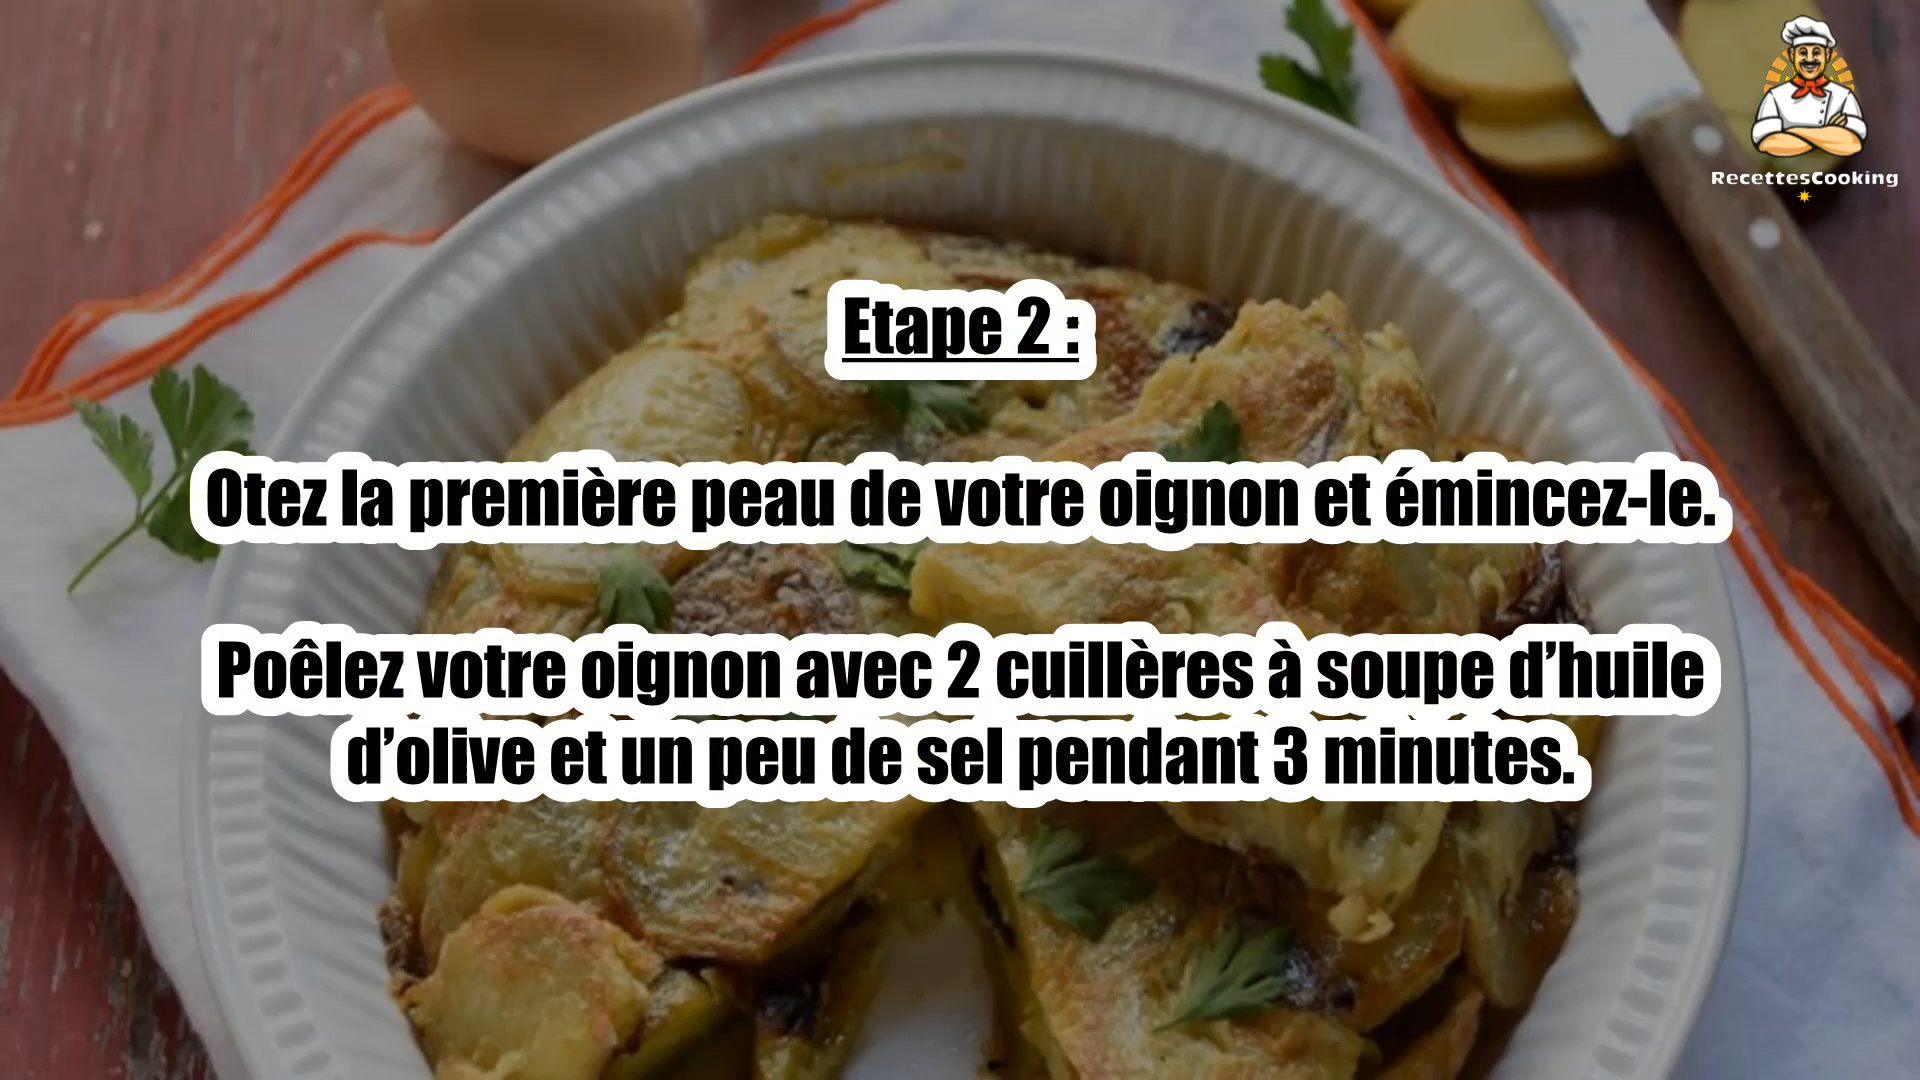 RecettesCooking
Etape 2 :
Otez la première peau de votre oignon et émincez-le.
Poêlez votre oignon avec 2 cuillères à soupe d’huile
d’olive et un peu de sel pendant 3 minutes.